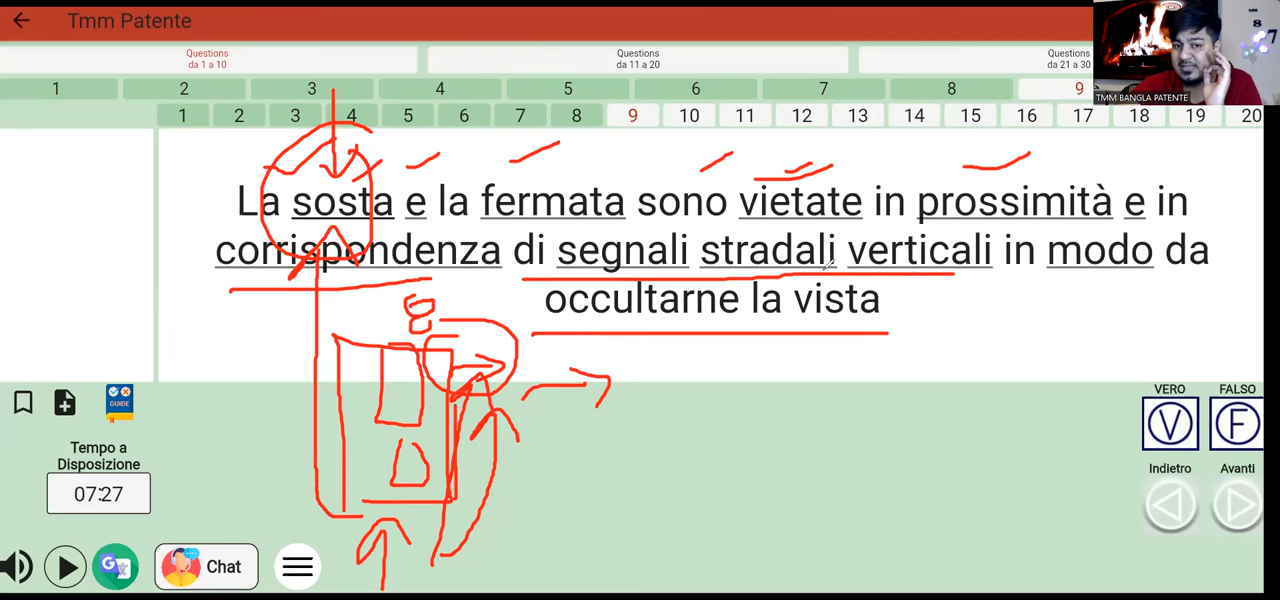 Tmm Patente
Questions
da 1 a 10
Questions
da 11 a 20
Questions
da 21 a 30
1 2 3 4 5 6 7 8 9
1 2 3 4 5 6 7 8 9 10 11 12 13 14 15 16 17 18 19 20
TMM BANGLA PATENTE
La sosta e la fermata sono vietate in prossimità e in
corrispondenza di segnali stradali verticali in modo da
occultarne la vista
GUIDE
VERO FALSO
V F
Indietro Avanti
Tempo a
Disposizione
07:27
G
Chat